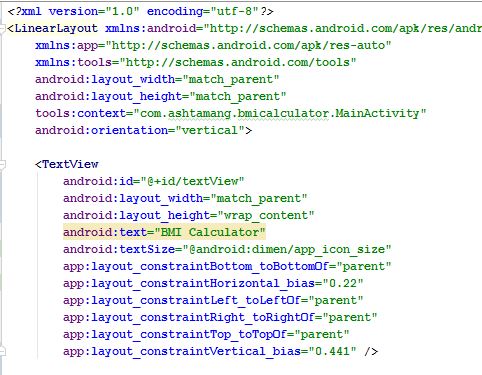 <?xml version="1.0" encoding="utf-8"?>
<LinearLayout xmlns:android="http://schemas.android.com/apk/res/andr
xmlns:app="http://schemas.android.com/apk/res-auto"
xmlns:tools="http://schemas.android.com/tools"
android:layout_width="match_parent"
android:layout_height="match_parent"
tools:context="com.ashtamang.bmicalculator.MainActivity"
android:orientation="vertical">
<TextView
android:id="@+id/textView"
android:layout_width="match_parent"
android:layout_height="wrap_content"
android:text="BMI Calculator"
android:textSize="@android:dimen/app_icon_size"
app:layout_constraintBottom_toBottomOf="parent"
app:layout_constraintHorizontal_bias="0.22"
app:layout_constraintLeft_toLeftOf="parent"
app:layout_constraintRight_toRightOf="parent"
app:layout_constraintTop_toTopOf="parent"
app:layout_constraintVertical_bias="0.441" />